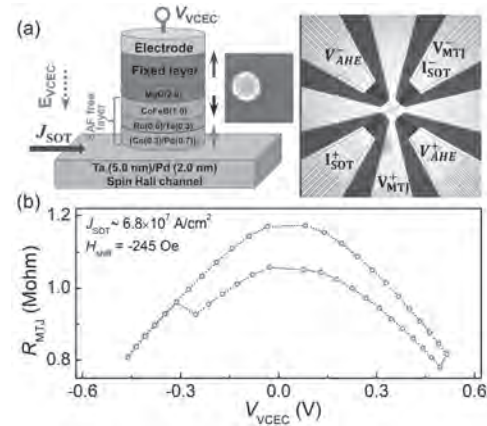 (a)
V_VCEC
Electrode
Fixed layer
MgO(2.0)
CoFeB(1.0)
Ru(0.6)/Ta(0.3)
[Co(0.3)/Pd(0.7)]
SAF free
layer
E_VCEC
J_SOT
Ta (5.0 nm)/Pd (2.0 nm)
Spin Hall channel
V⁻_AHE
V⁻_MTJ
I⁻_SOT
I⁺_SOT
V⁺_AHE
V⁺_MTJ
(b)
J_SOT ~ 6.8×10⁷ A/cm²
= -245 Oe
R_MTJ (Mohm)
1.2
1.0
0.8
-0.6
-0.3
0.0
0.3
0.6
V_VCEC (V)